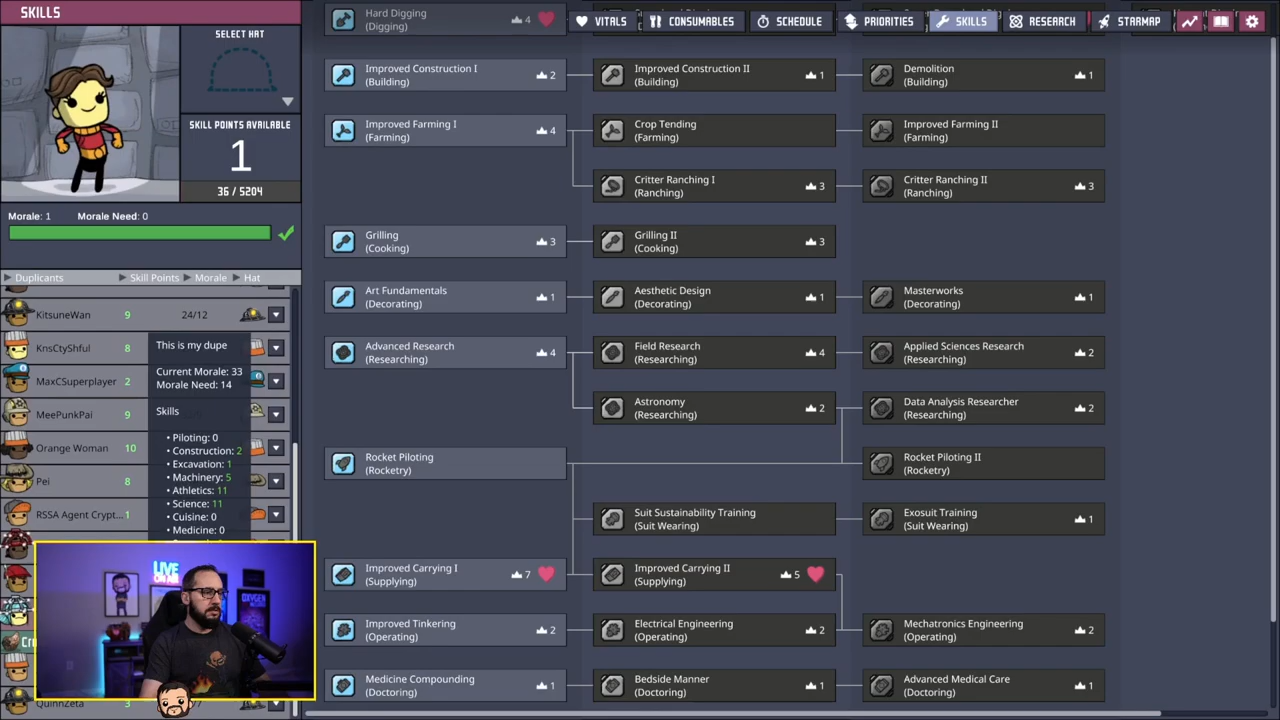 SKILLS
SELECT HAT
SKILL POINTS AVAILABLE
1
36 / 5204
Morale: 1
Morale Need: 0
Duplicants
Skill Points
Morale
Hat
KitsuneWan 9 24/12
KnsCtyShful 8
MaxCSuperplayer 2
MeePunkPai 9
Orange Woman 10
Pei 8
RSSA Agent Crypt... 1
QuinnZeta 3
This is my dupe
Current Morale: 33
Morale Need: 14
Skills
• Piloting: 0
• Construction: 2
• Excavation: 1
• Machinery: 5
• Athletics: 11
• Science: 11
• Cuisine: 0
• Medicine: 0
LIVE
ON AIR
VITALS
CONSUMABLES
SCHEDULE
PRIORITIES
SKILLS
RESEARCH
STARMAP
Hard Digging
(Digging)
4
Improved Construction I
(Building)
2
Improved Construction II
(Building)
1
Demolition
(Building)
1
Improved Farming I
(Farming)
4
Crop Tending
(Farming)
Improved Farming II
(Farming)
Critter Ranching I
(Ranching)
3
Critter Ranching II
(Ranching)
3
Grilling
(Cooking)
3
Grilling II
(Cooking)
3
Art Fundamentals
(Decorating)
1
Aesthetic Design
(Decorating)
1
Masterworks
(Decorating)
1
Advanced Research
(Researching)
4
Field Research
(Researching)
4
Applied Sciences Research
(Researching)
2
Astronomy
(Researching)
2
Data Analysis Researcher
(Researching)
2
Rocket Piloting
(Rocketry)
Rocket Piloting II
(Rocketry)
Suit Sustainability Training
(Suit Wearing)
Exosuit Training
(Suit Wearing)
1
Improved Carrying I
(Supplying)
7
Improved Carrying II
(Supplying)
5
Improved Tinkering
(Operating)
2
Electrical Engineering
(Operating)
2
Mechatronics Engineering
(Operating)
2
Medicine Compounding
(Doctoring)
1
Bedside Manner
(Doctoring)
1
Advanced Medical Care
(Doctoring)
1